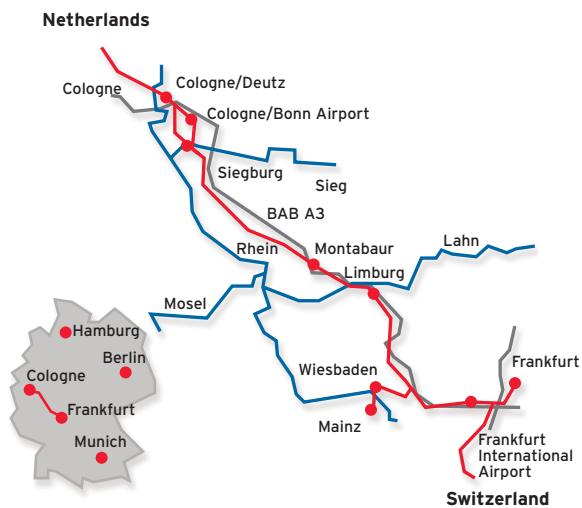 Netherlands
Cologne
Cologne/Deutz
Cologne/Bonn Airport
Siegburg
Sieg
BAB A3
Rhein
Montabaur
Lahn
Limburg
Mosel
Hamburg
Berlin
Cologne
Frankfurt
Munich
Wiesbaden
Mainz
Frankfurt
Frankfurt
International
Airport
Switzerland